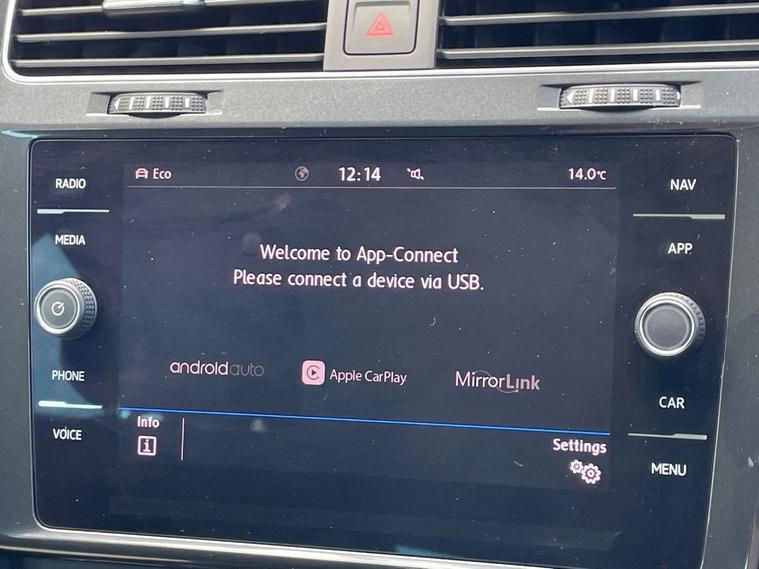 RADIO
MEDIA
PHONE
VOICE
Eco
12:14
14.0°C
Welcome to App-Connect
Please connect a device via USB.
androidauto
Apple CarPlay
MirrorLink
Info
i
Settings
NAV
APP
CAR
MENU